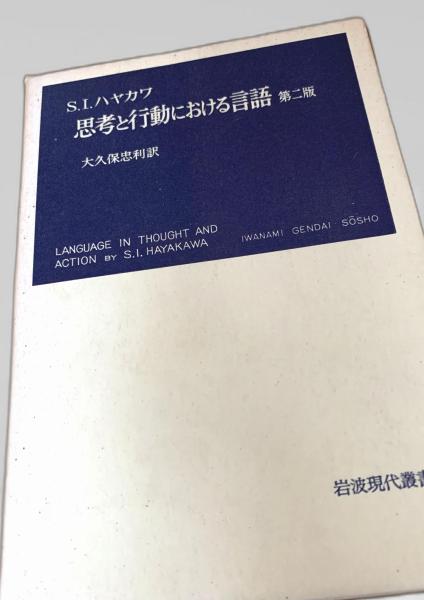 S.I.ハヤカワ
思考と行動における言語 第二版
大久保忠利訳
LANGUAGE IN THOUGHT AND
ACTION BY S.I. HAYAKAWA
IWANAMI GENDAI SŌSHO
岩波現代叢書